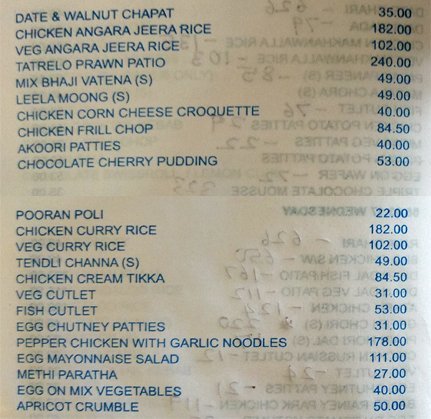 DATE & WALNUT CHAPAT 35.00
CHICKEN ANGARA JEERA RICE 182.00
VEG ANGARA JEERA RICE 102.00
TATRELO PRAWN PATIO 240.00
MIX BHAJI VATENA (S) 49.00
LEELA MOONG (S) 49.00
CHICKEN CORN CHEESE CROQUETTE 40.00
CHICKEN FRILL CHOP 84.50
AKOORI PATTIES 40.00
CHOCOLATE CHERRY PUDDING 53.00
POORAN POLI 22.00
CHICKEN CURRY RICE 182.00
VEG CURRY RICE 102.00
TENDLI CHANNA (S) 49.00
CHICKEN CREAM TIKKA 84.50
VEG CUTLET 31.00
FISH CUTLET 53.00
EGG CHUTNEY PATTIES 31.00
PEPPER CHICKEN WITH GARLIC NOODLES 178.00
EGG MAYONNAISE SALAD 111.00
METHI PARATHA 27.00
EGG ON MIX VEGETABLES 40.00
APRICOT CRUMBLE 50.00